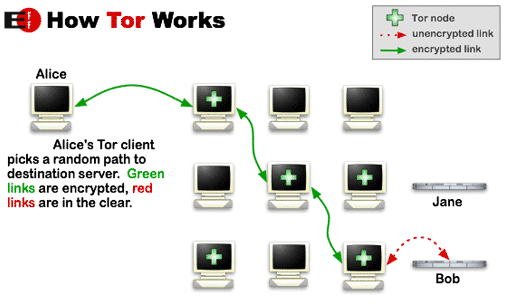 EFF How Tor Works
Tor node
unencrypted link
encrypted link
Alice
Alice's Tor client
picks a random path to
destination server. Green
links are encrypted, red
links are in the clear.
Jane
Bob